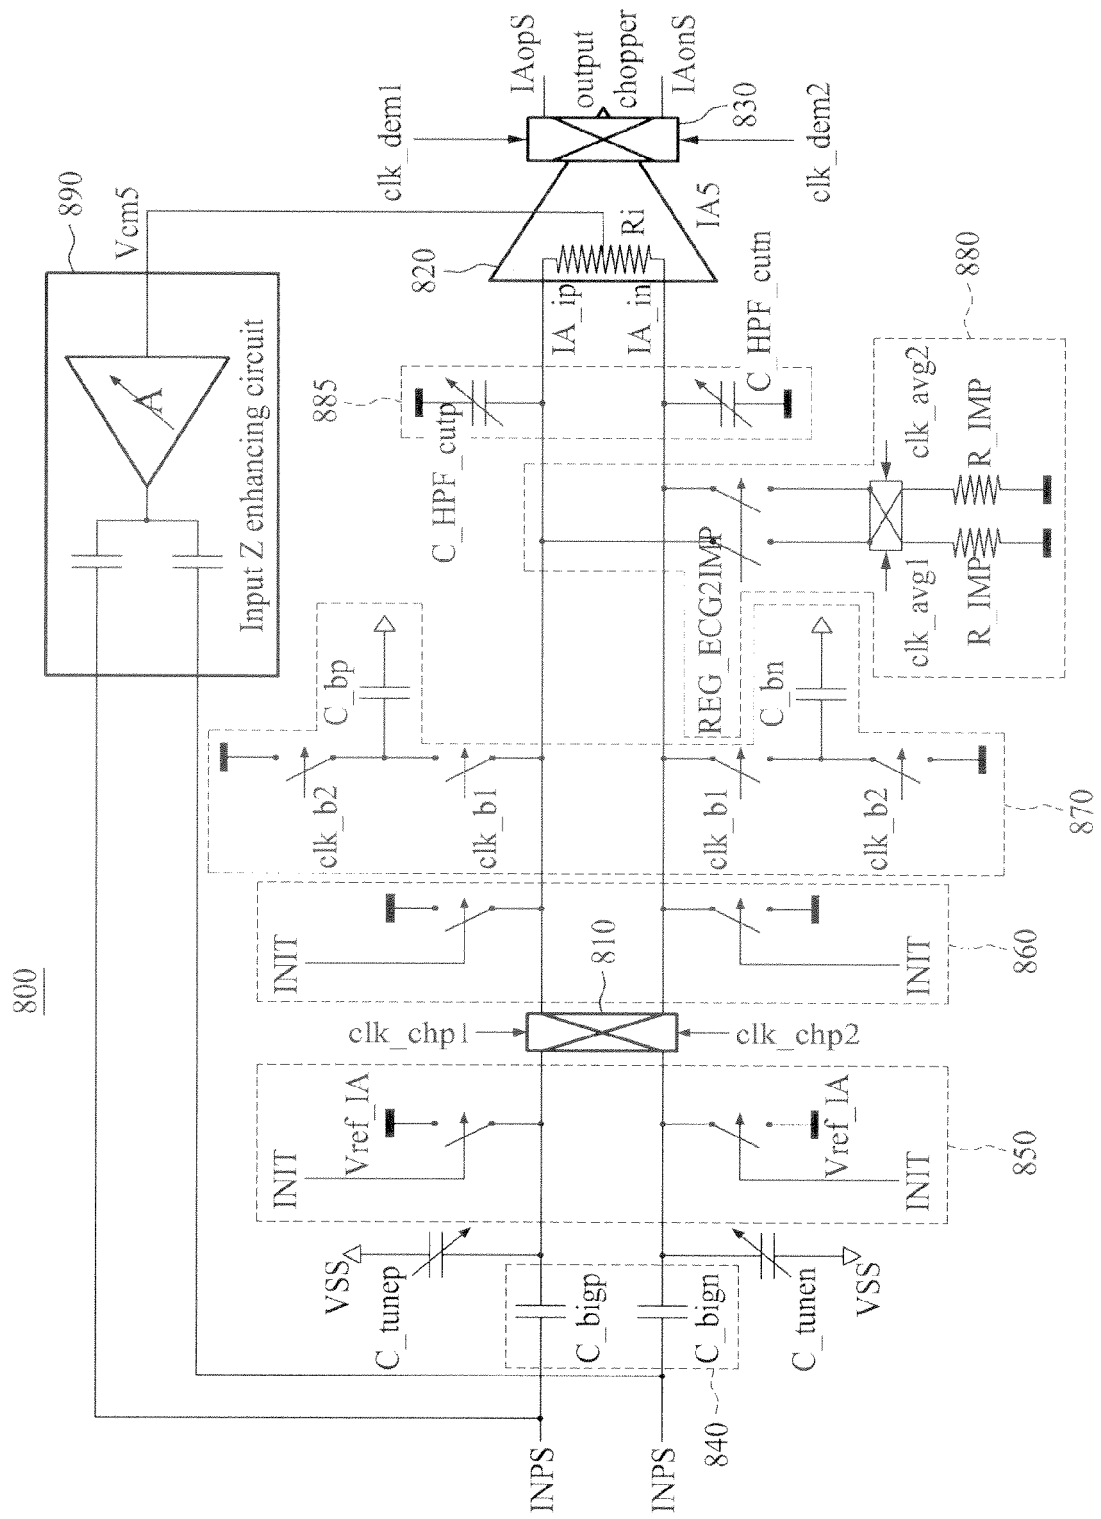 800
890
Vcm5
A
Input Z enhancing circuit
clk_dem1
IAopS
output
chopper
IAonS
830
clk_dem2
820
Ri
IA5
IA_ip
IA_in
885
C_HPF_cutp
C_HPF_cutn
880
clk_avg2
R_IMP
clk_avg1
R_IMP
REG_ECG2IMP
C_bp
C_bn
clk_b2
clk_b1
clk_b1
clk_b2
870
INIT
INIT
860
810
clk_chp1
clk_chp2
INIT
Vref_IA
Vref_IA
INIT
850
VSS
C_tunep
C_tunen
VSS
C_bigp
C_bign
840
INPS
INPS